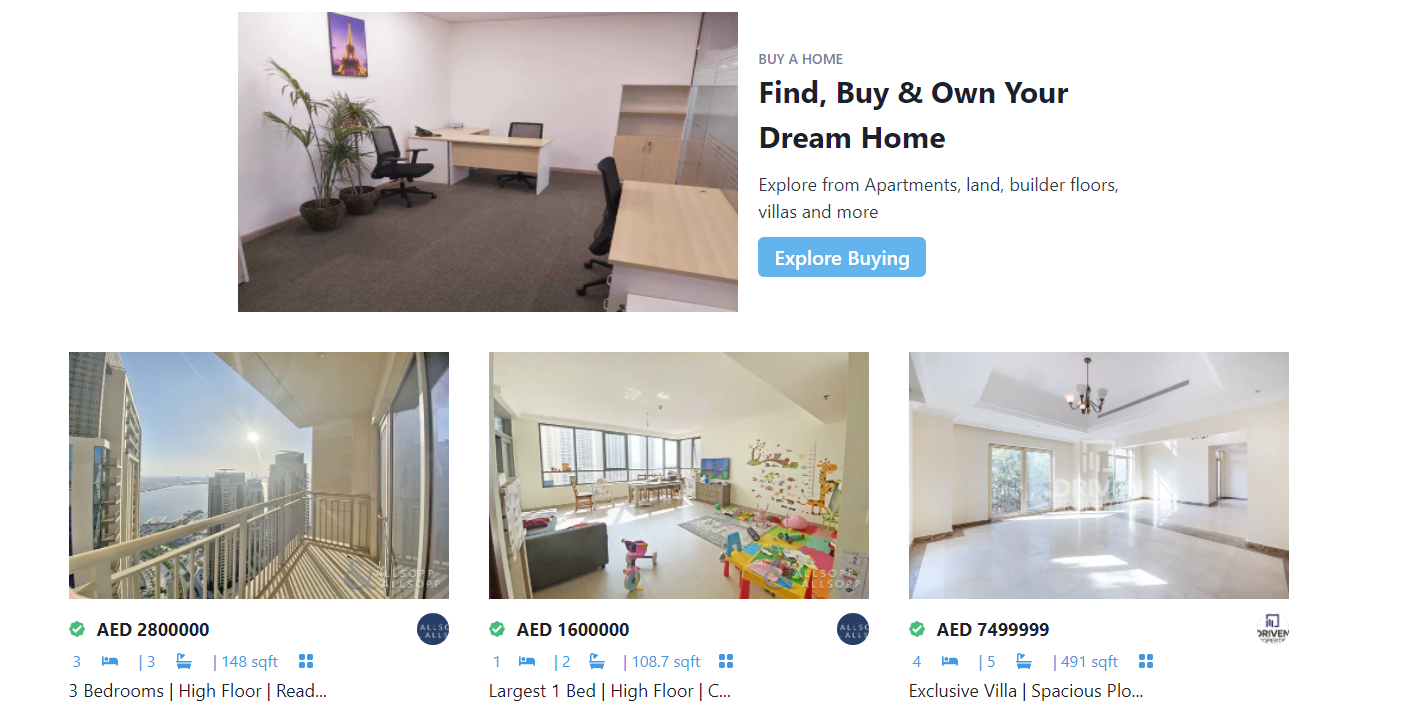 BUY A HOME
Find, Buy & Own Your
Dream Home
Explore from Apartments, land, builder floors,
villas and more
Explore Buying
ALLSOPP
ALLSOPP
ALLSOPP
ALLSOPP
AED 2800000
3 | 3 | 148 sqft
3 Bedrooms | High Floor | Read...
AED 1600000
1 | 2 | 108.7 sqft
Largest 1 Bed | High Floor | C...
AED 7499999
DRIVEN
4 | 5 | 491 sqft
Exclusive Villa | Spacious Plo...